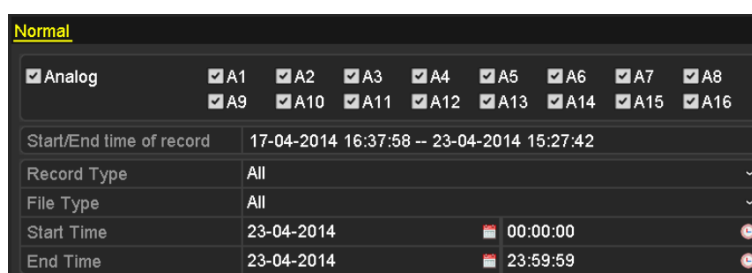 Normal
Analog A1 A2 A3 A4 A5 A6 A7 A8
A9 A10 A11 A12 A13 A14 A15 A16
Start/End time of record 17-04-2014 16:37:58 -- 23-04-2014 15:27:42
Record Type All
File Type All
Start Time 23-04-2014 00:00:00
End Time 23-04-2014 23:59:59